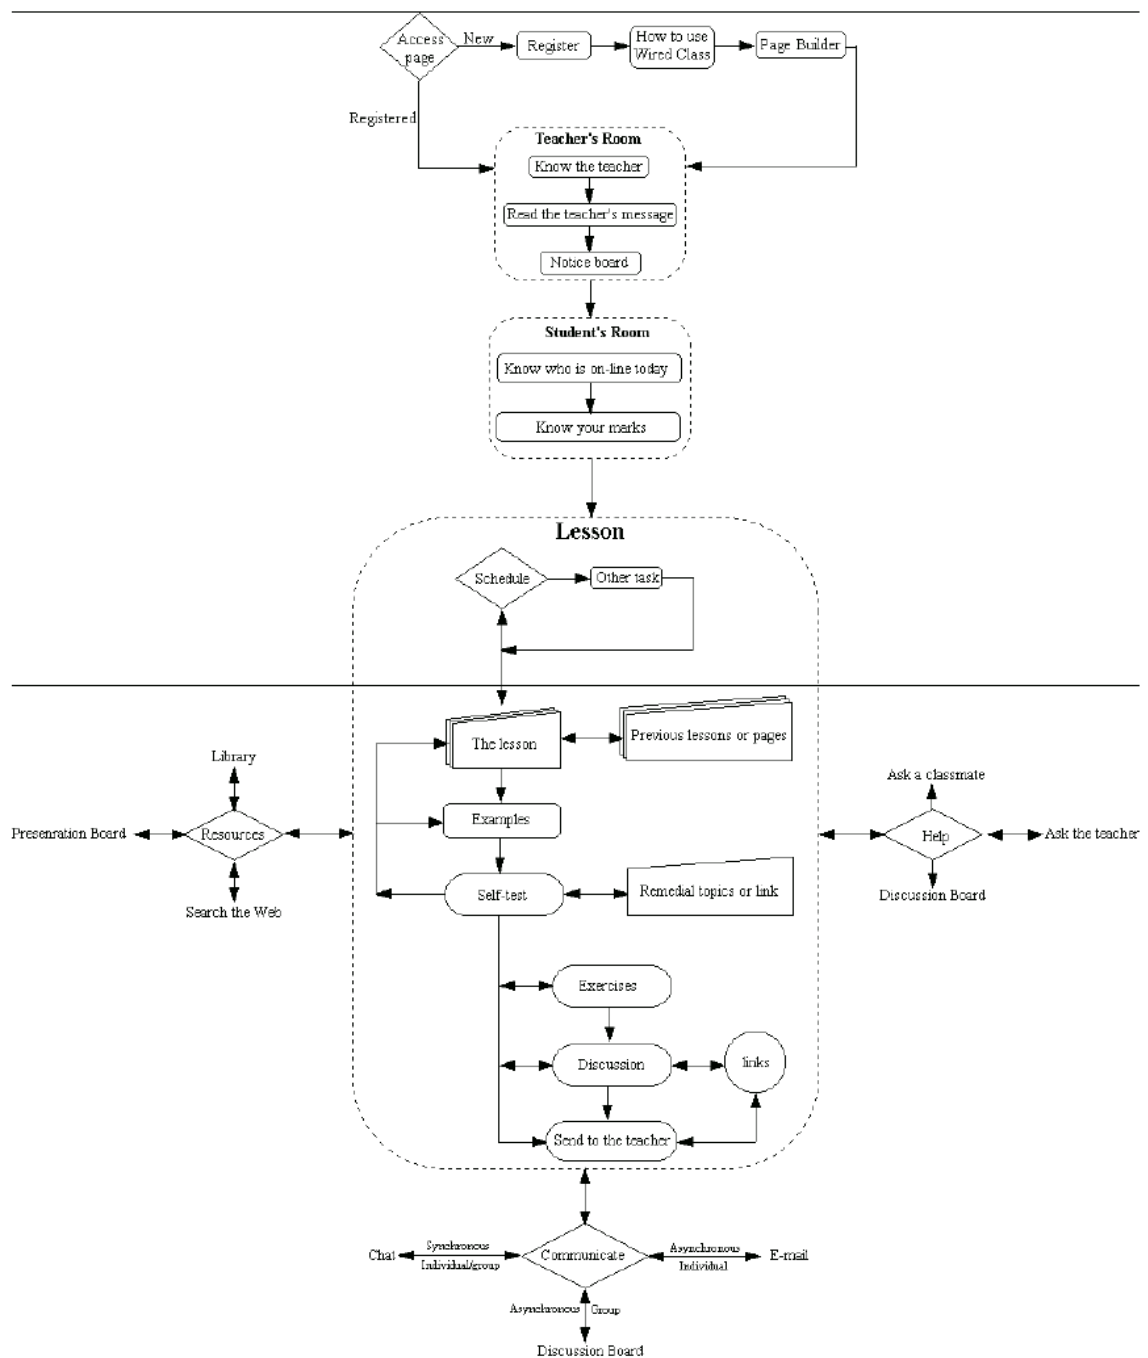 Access
page
New
Register
How to use
Wired Class
Page Builder
Registered
Teacher's Room
Know the teacher
Read the teacher's message
Notice board
Student's Room
Know who is on-line today
Know your marks
Lesson
Schedule
Other task
The lesson
Previous lessons or pages
Library
Ask a classmate
Examples
Presenration Board
Resources
Help
Ask the teacher
Self-test
Remedial topics or link
Search the Web
Discussion Board
Exercises
Discussion
links
Send to the teacher
Chat
Synchronous
Individual/group
Communicate
Asynchronous
Individual
E-mail
Asynchronous
Group
Discussion Board